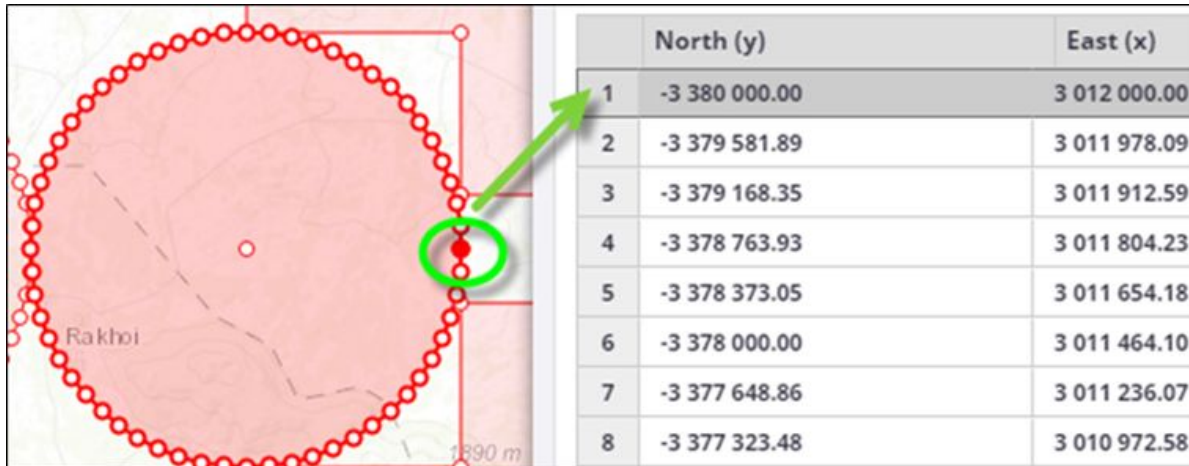 North (y) East (x)
1 -3 380 000.00 3 012 000.00
2 -3 379 581.89 3 011 978.09
3 -3 379 168.35 3 011 912.59
4 -3 378 763.93 3 011 804.23
5 -3 378 373.05 3 011 654.18
6 -3 378 000.00 3 011 464.10
7 -3 377 648.86 3 011 236.07
8 -3 377 323.48 3 010 972.58
Rakhoi
1890 m